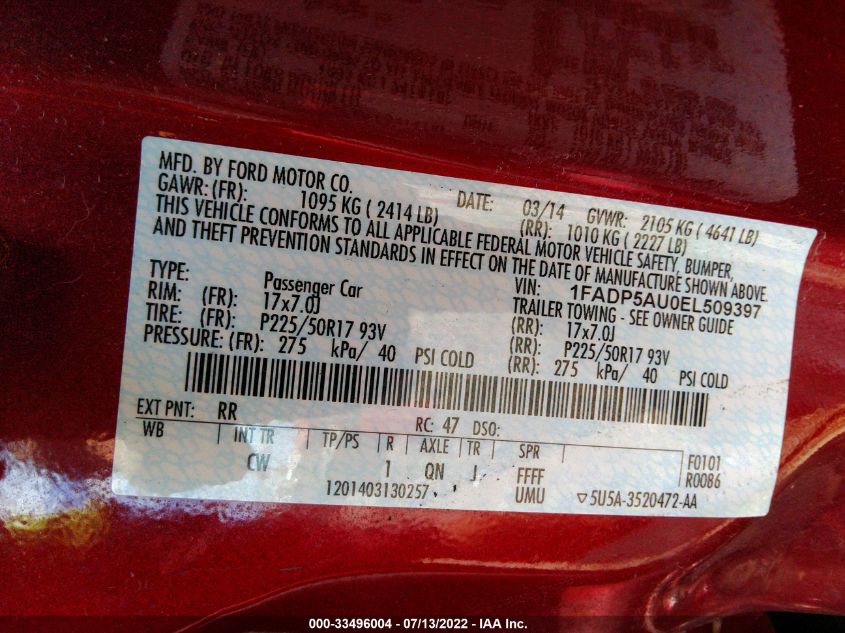 MFD. BY FORD MOTOR CO. DATE: 03/14 GVWR: 2105 KG ( 4641 LB)
GAWR: (FR): 1095 KG ( 2414 LB) (RR): 1010 KG ( 2227 LB)
THIS VEHICLE CONFORMS TO ALL APPLICABLE FEDERAL MOTOR VEHICLE SAFETY, BUMPER,
AND THEFT PREVENTION STANDARDS IN EFFECT ON THE DATE OF MANUFACTURE SHOWN ABOVE.
VIN: 1FADP5AU0EL509397
TYPE: Passenger Car TRAILER TOWING - SEE OWNER GUIDE
RIM: (FR): 17x7.0J (RR): 17x7.0J
TIRE: (FR): P225/50R17 93V (RR): P225/50R17 93V
PRESSURE: (FR): 275 kPa/ 40 PSI COLD (RR): 275 kPa/ 40 PSI COLD
EXT PNT: RR RC: 47 DSO:
WB INT TR TP/PS R AXLE TR SPR F0101
CW 1 QN J FFFF R0086
1201403130257 UMU ▽5U5A-3520472-AA
000-33496004 - 07/13/2022 - IAA Inc.